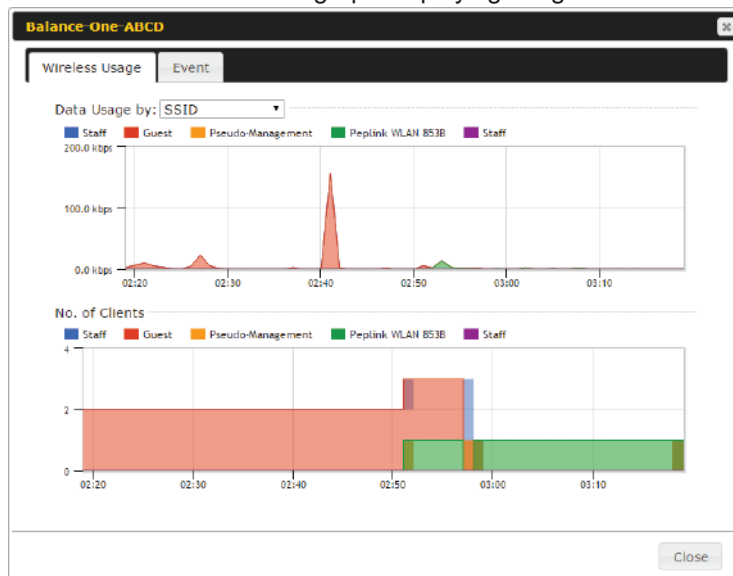 Balance-One-ABCD
Wireless Usage Event
Data Usage by: SSID
Staff Guest Pseudo-Management Peplink WLAN 853B Staff
200.0 kbps
100.0 kbps
0.0 kbps
02:20 02:30 02:40 02:50 03:00 03:10
No. of Clients
Staff Guest Pseudo-Management Peplink WLAN 853B Staff
4
2
0
02:20 02:30 02:40 02:50 03:00 03:10
Close